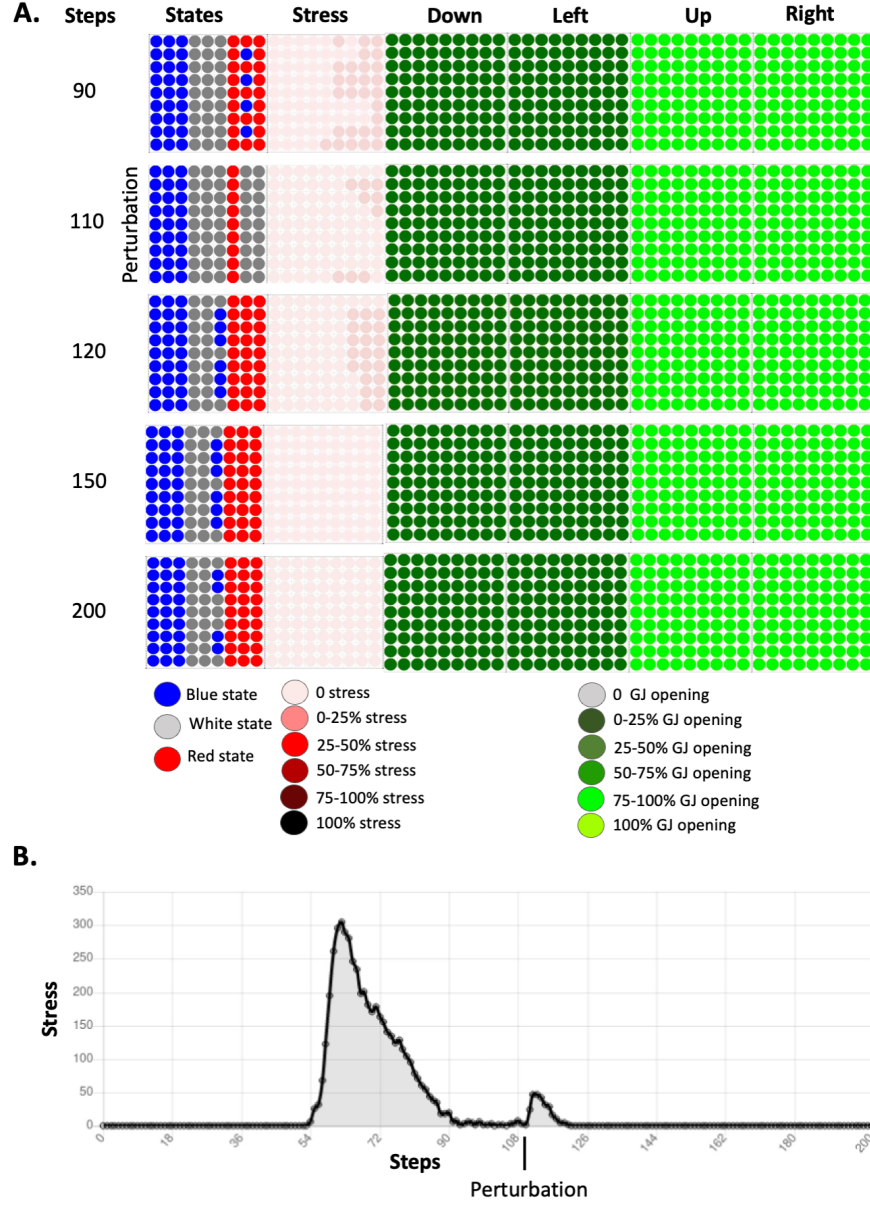 A.
Steps States Stress Down Left Up Right
90
Perturbation
110
120
150
200
Blue state
White state
Red state
0 stress
0-25% stress
25-50% stress
50-75% stress
75-100% stress
100% stress
0 GJ opening
0-25% GJ opening
25-50% GJ opening
50-75% GJ opening
75-100% GJ opening
100% GJ opening
B.
Stress
350
300
250
200
150
100
50
0
0 18 36 54 72 90 108 126 144 162 180 200
Steps
Perturbation